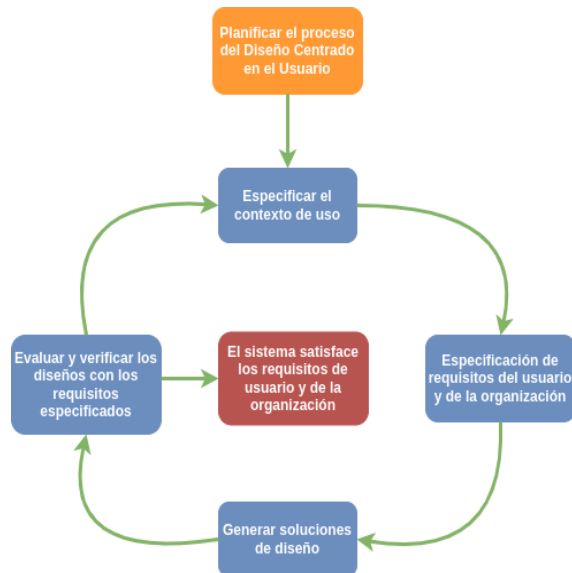 Planificar el proceso
del Diseño Centrado
en el Usuario
Especificar el
contexto de uso
Evaluar y verificar los
diseños con los
requisitos
especificados
El sistema satisface
los requisitos de
usuario y de la
organización
Especificación de
requisitos del usuario
y de la organización
Generar soluciones
de diseño